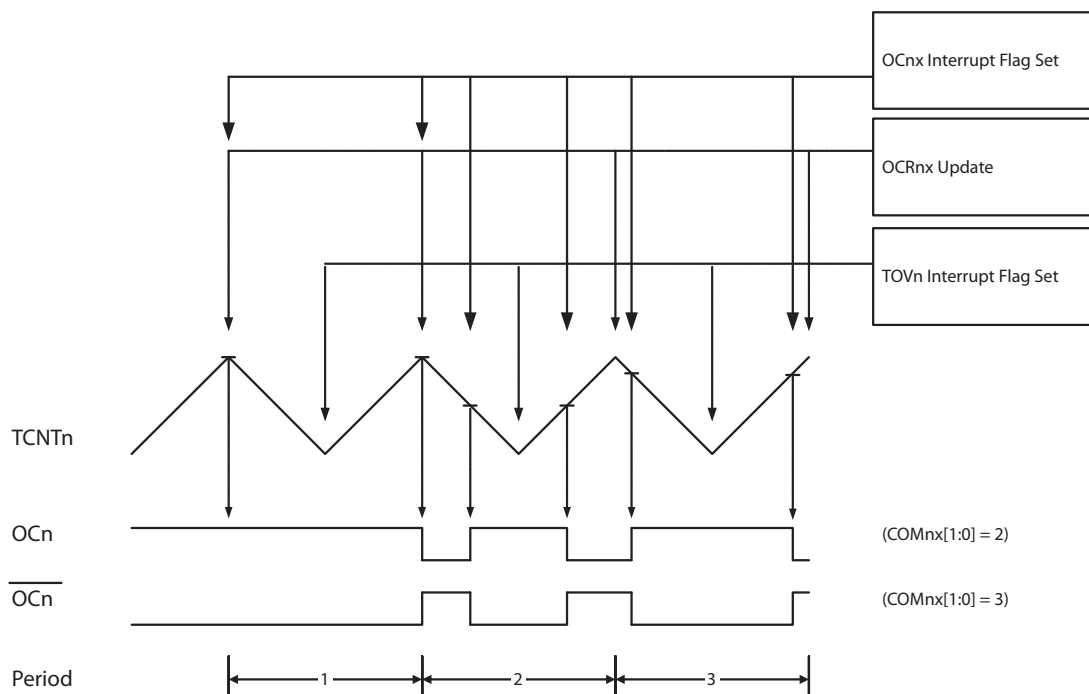 OCnx Interrupt Flag Set
OCRnx Update
TOVn Interrupt Flag Set
TCNTn
OCn
(COMnx[1:0] = 2)
OCn
(COMnx[1:0] = 3)
Period
1
2
3